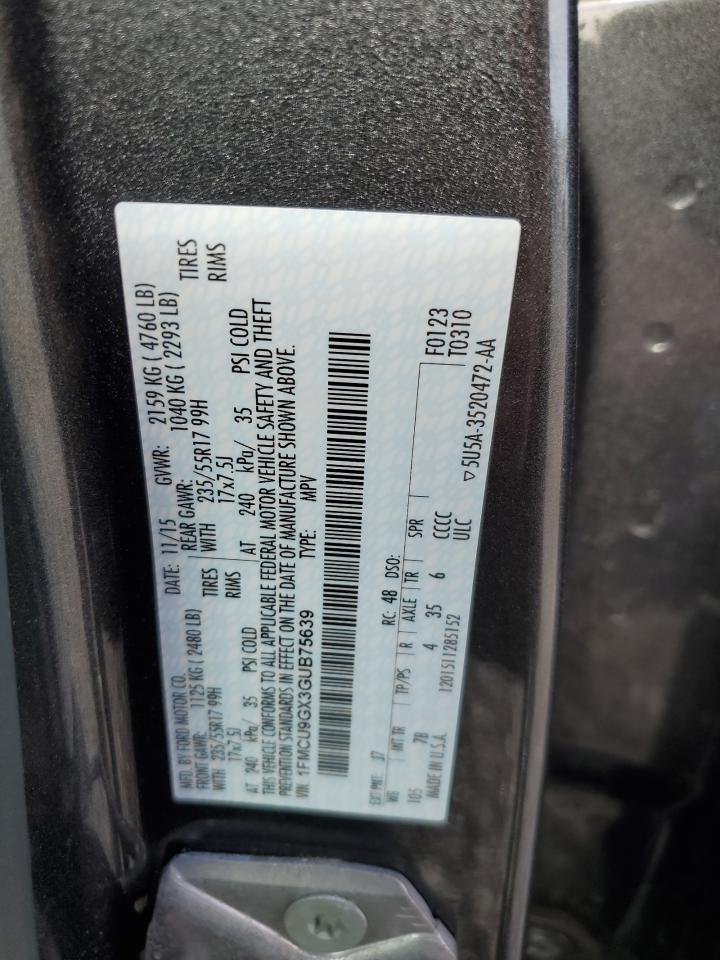 MFD. BY FORD MOTOR CO. DATE: 11/15 GVWR: 2159 KG ( 4760 LB)
FRONT GAWR: 1125 KG ( 2480 LB) REAR GAWR: 1040 KG ( 2293 LB)
WITH 235/55R17 99H TIRES WITH 235/55R17 99H TIRES
17x7.5J RIMS 17x7.5J RIMS
AT 240 kPa/ 35 PSI COLD AT 240 kPa/ 35 PSI COLD
THIS VEHICLE CONFORMS TO ALL APPLICABLE FEDERAL MOTOR VEHICLE SAFETY AND THEFT
PREVENTION STANDARDS IN EFFECT ON THE DATE OF MANUFACTURE SHOWN ABOVE.
VIN: 1FMCU9GX3GUB75639 TYPE: MPV
EXT PNT: J7 RC: 48 DSO: F0123
WB INT TR TP/PS R AXLE TR SPR T0310
105 7B 4 35 6 CCCC
MADE IN U.S.A. 1201511285152 ULC
▽5U5A-3520472-AA